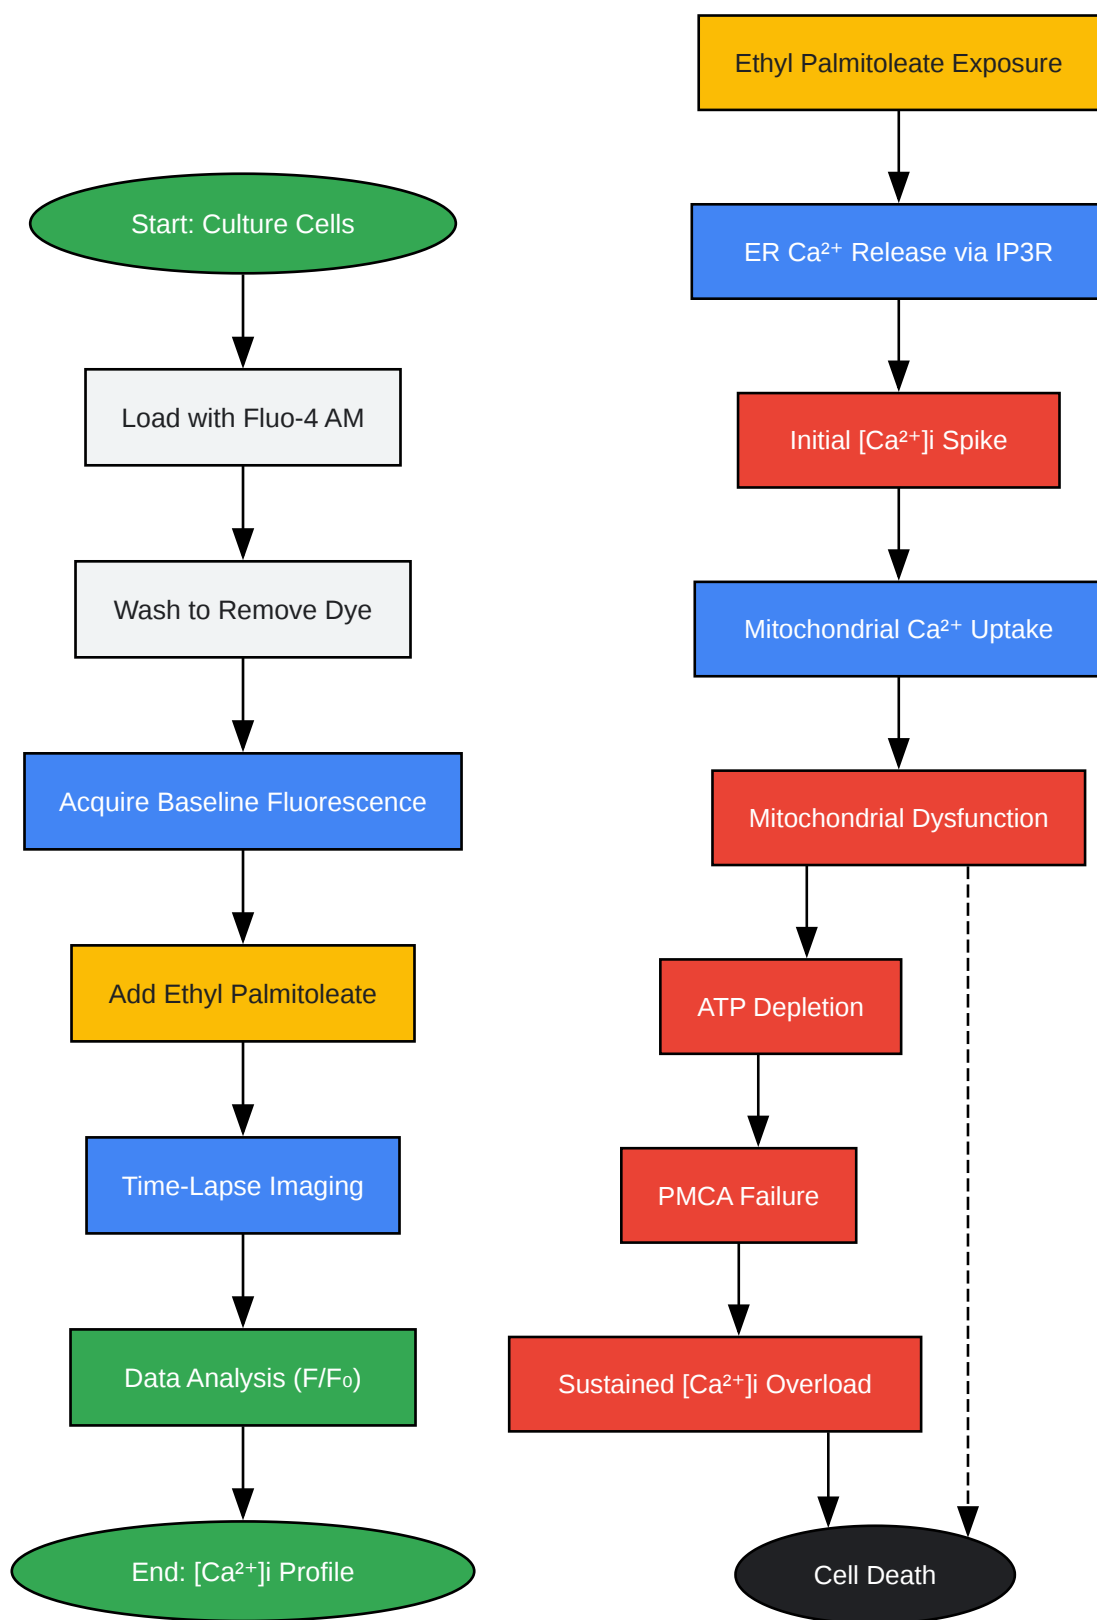 Start: Culture Cells
Load with Fluo-4 AM
Wash to Remove Dye
Acquire Baseline Fluorescence
Add Ethyl Palmitoleate
Time-Lapse Imaging
Data Analysis (F/F₀)
End: [Ca²⁺]i Profile
Ethyl Palmitoleate Exposure
ER Ca²⁺ Release via IP3R
Initial [Ca²⁺]i Spike
Mitochondrial Ca²⁺ Uptake
Mitochondrial Dysfunction
ATP Depletion
PMCA Failure
Sustained [Ca²⁺]i Overload
Cell Death